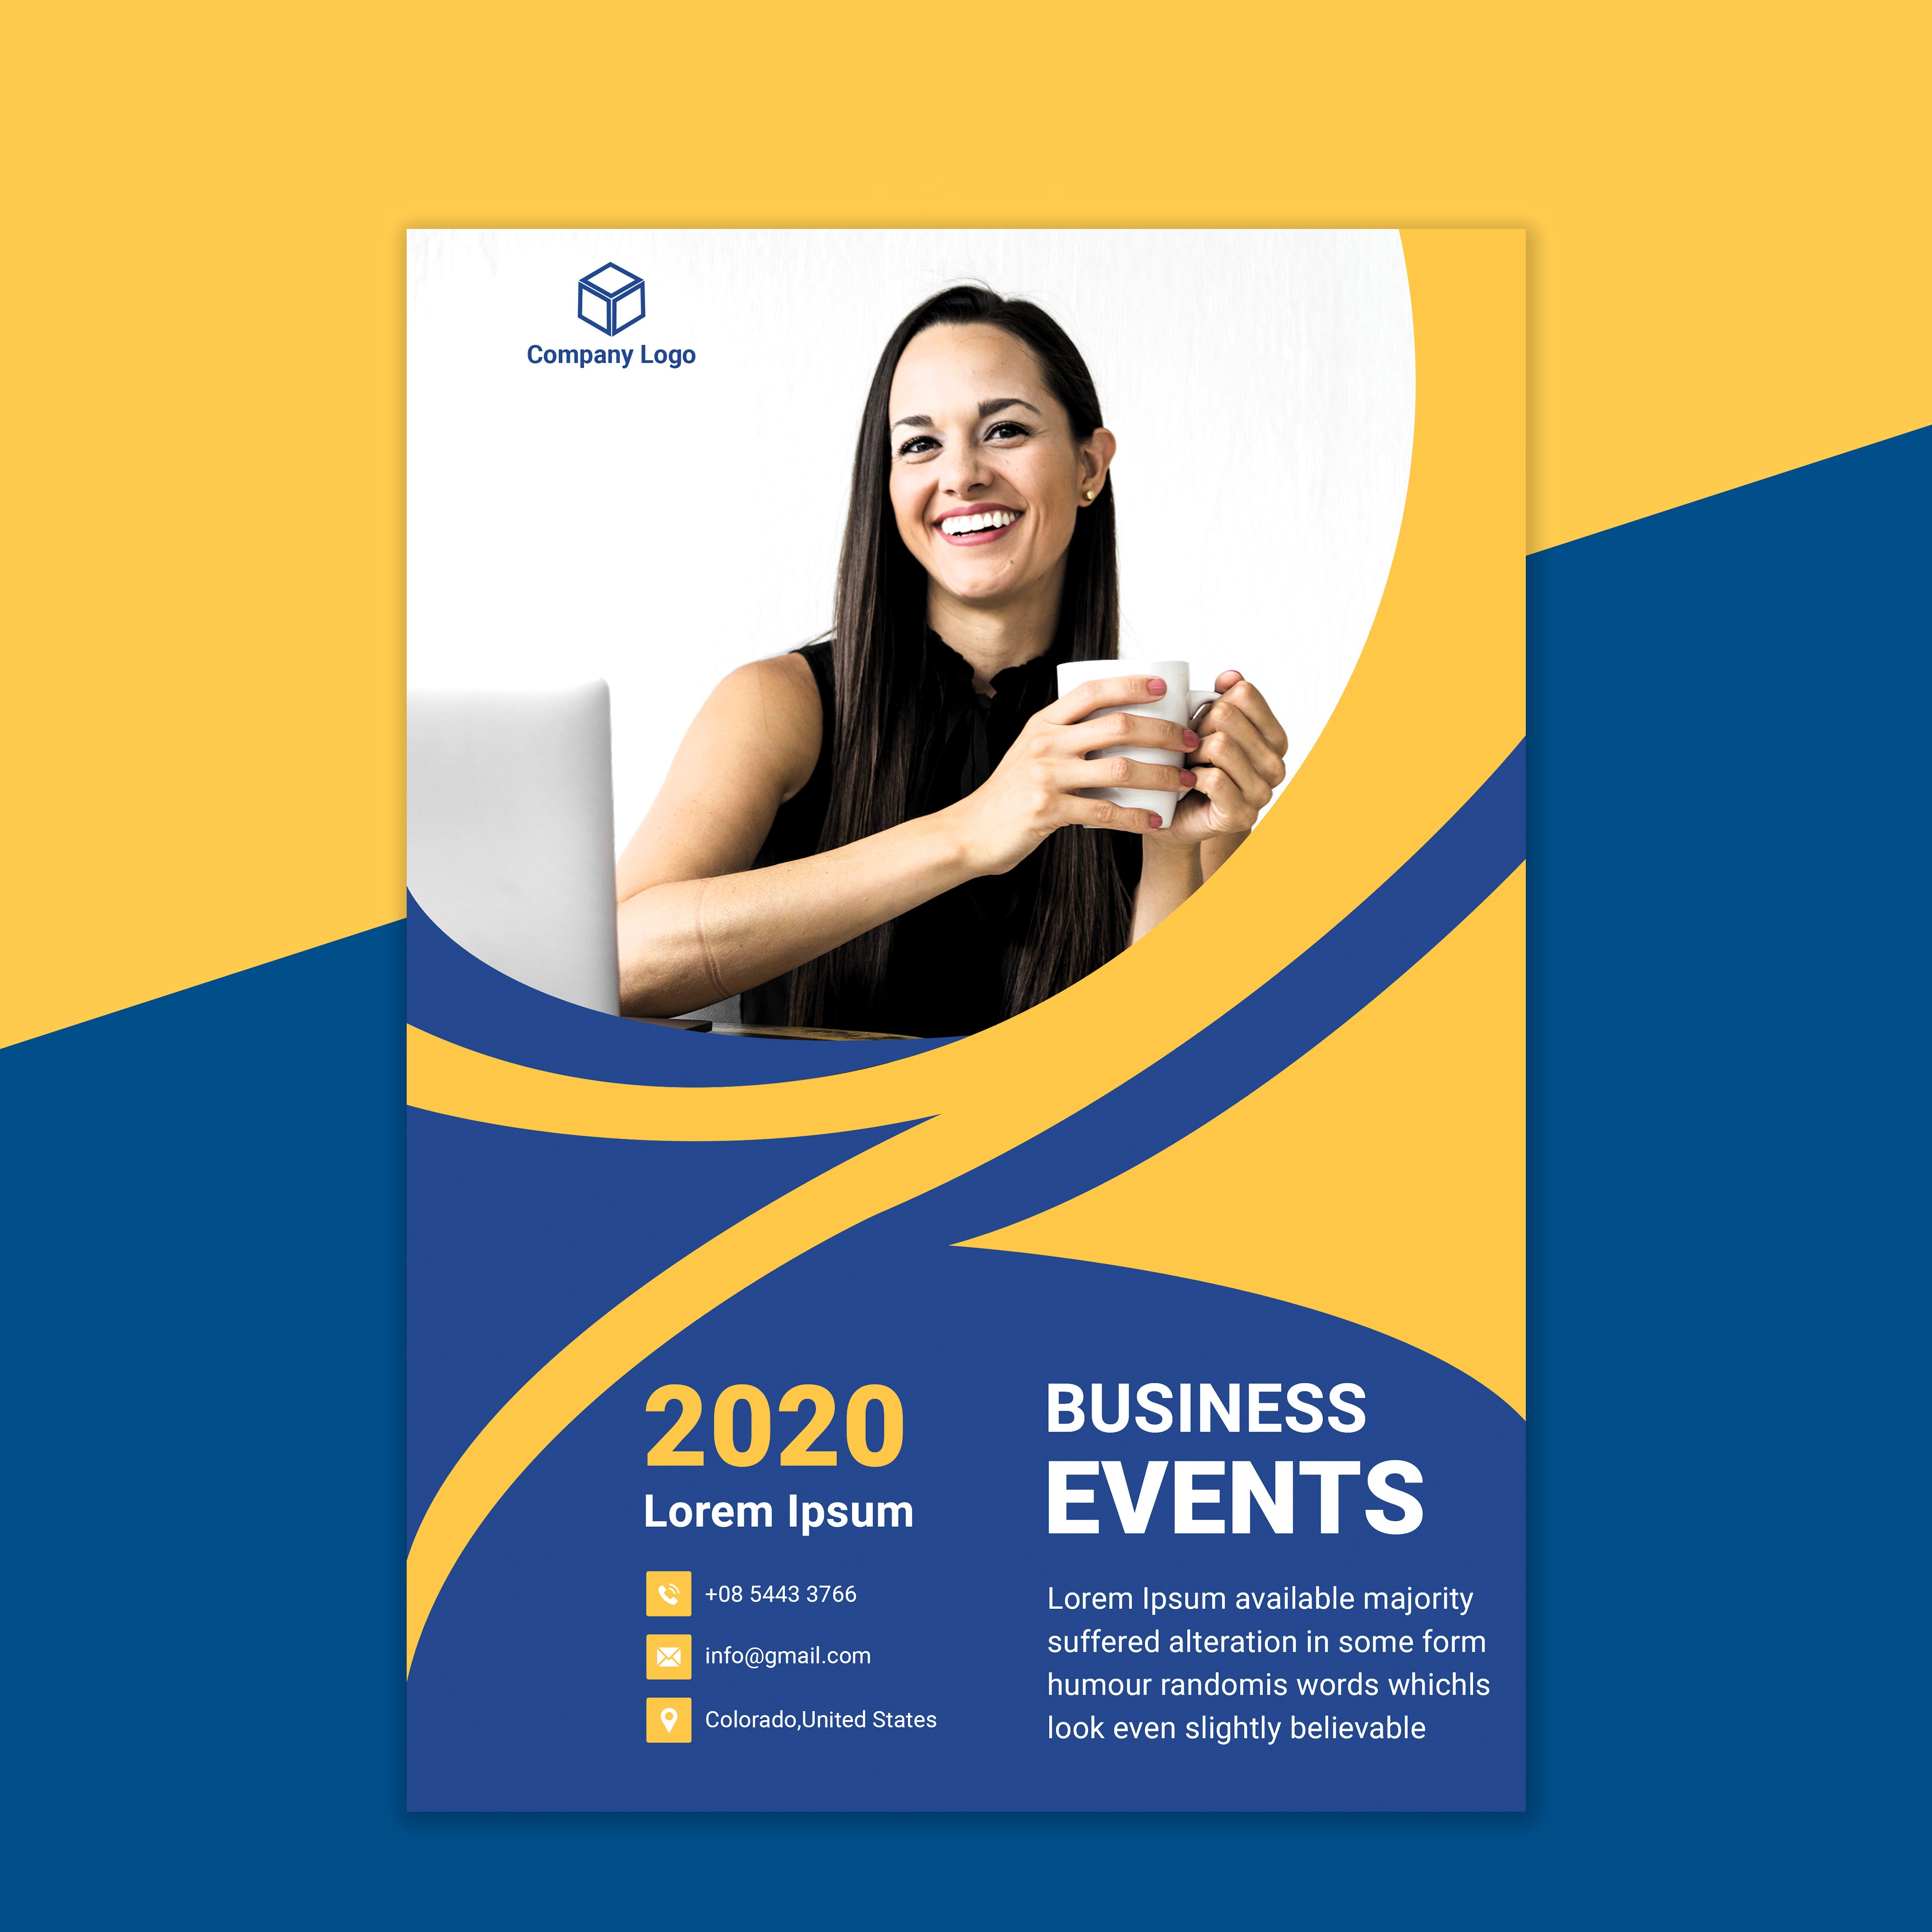 Company Logo
2020
Lorem Ipsum
+08 5443 3766
info@gmail.com
Colorado,United States
BUSINESS
EVENTS
Lorem Ipsum available majority
suffered alteration in some form
humour randomis words whichls
look even slightly believable